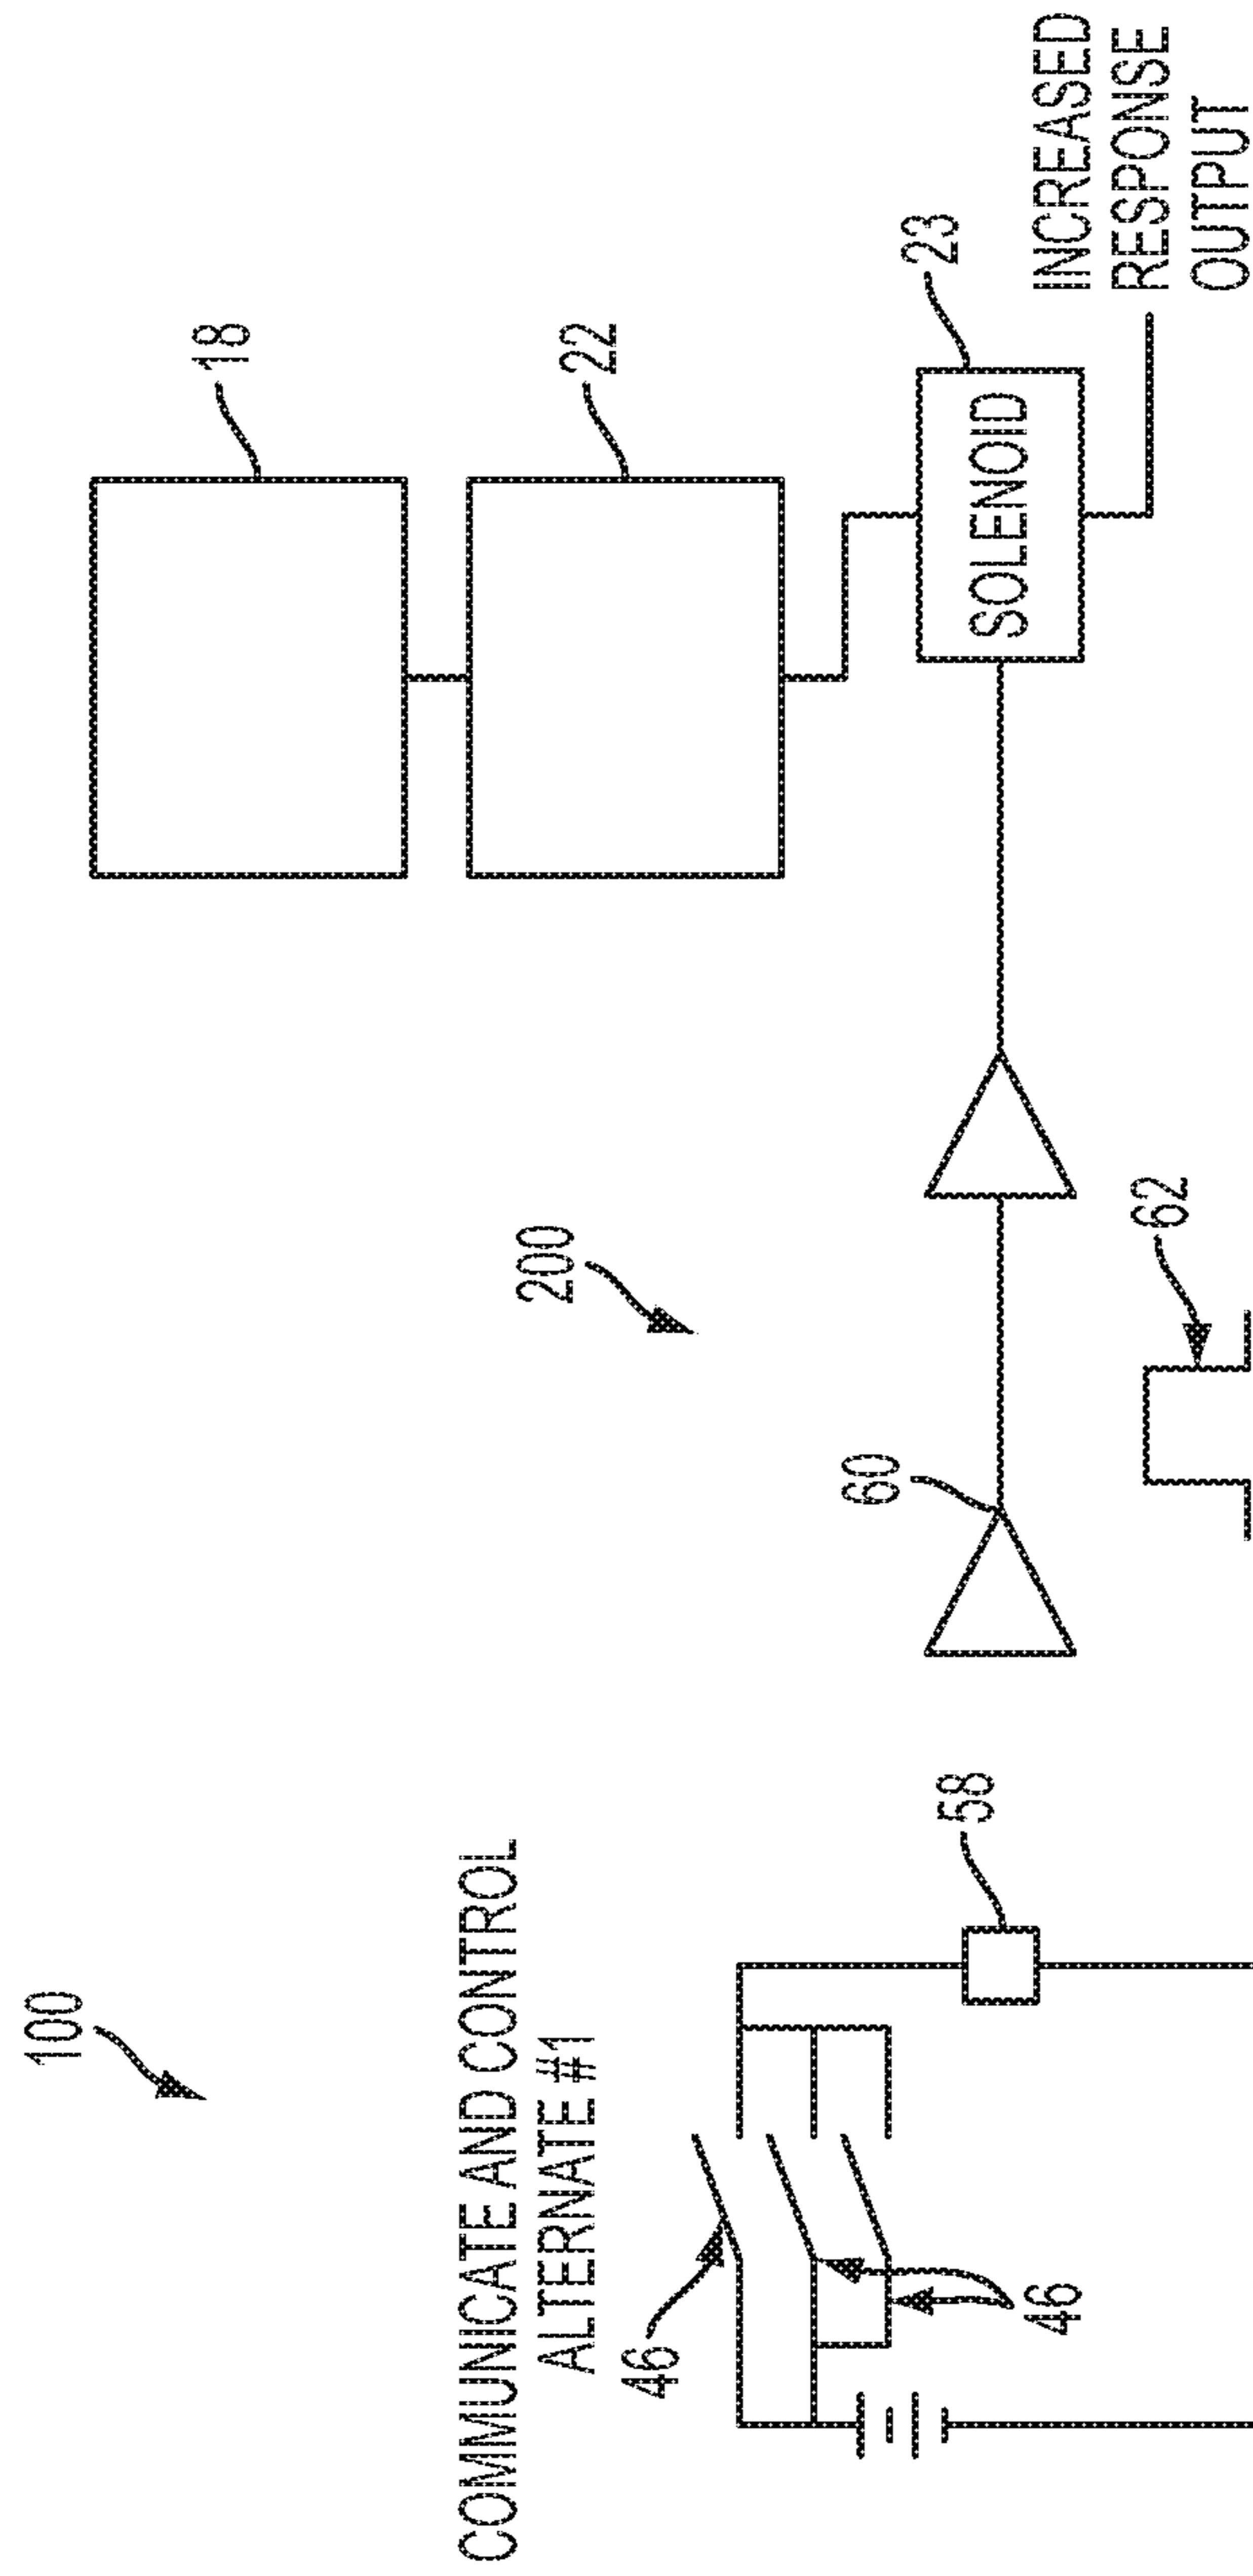 100
COMMUNICATE AND CONTROL
ALTERNATE #1
46
46
58
200
60
62
18
22
23
SOLENOID
INCREASED
RESPONSE
OUTPUT